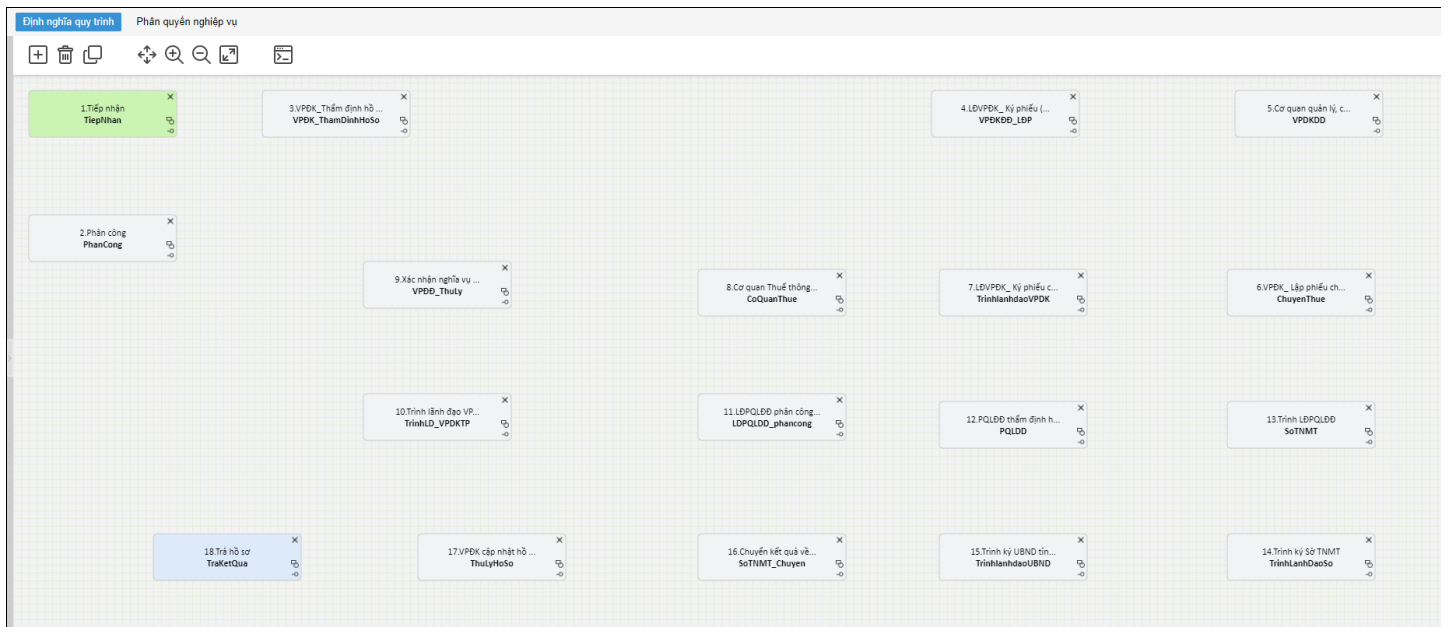 Định nghĩa quy trình Phân quyền nghiệp vụ
1.Tiếp nhận
TiepNhan
3.VPĐK_Thẩm định hồ ...
VPĐK_ThamDinhHoSo
4.LĐVPĐK_ Ký phiếu (...
VPĐKĐĐ_LĐP
5.Cơ quan quản lý, c...
VPDKDD
2.Phân công
PhanCong
9.Xác nhận nghĩa vụ ...
VPĐĐ_ThuLy
8.Cơ quan Thuế thông...
CoQuanThue
7.LĐVPĐK_ Ký phiếu c...
TrinhlanhdaoVPDK
6.VPĐK_ Lập phiếu ch...
ChuyenThue
10.Trình lãnh đạo VP...
TrinhLD_VPDKTP
11.LĐPQLĐĐ phân công...
LDPQLDD_phancong
12.PQLĐĐ thẩm định h...
PQLDD
13.Trình LĐPQLĐĐ
SoTNMT
18.Trả hồ sơ
TraKetQua
17.VPĐK cập nhật hồ ...
ThuLyHoSo
16.Chuyển kết quả về...
SoTNMT_Chuyen
15.Trình ký UBND tỉn...
TrinhlanhdaoUBND
14.Trình ký Sở TNMT
TrinhLanhDaoSo